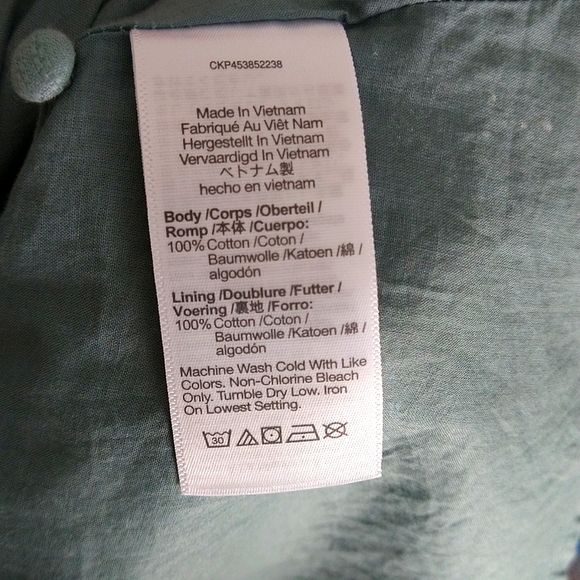 CKP453852238
Made In Vietnam
Fabriqué Au Viêt Nam
Hergestellt In Vietnam
Vervaardigd In Vietnam
ベトナム製
hecho en vietnam
Body /Corps /Oberteil /
Romp /本体 /Cuerpo:
100% Cotton /Coton /
Baumwolle /Katoen /綿 /
algodón
Lining /Doublure /Futter /
Voering /裏地 /Forro:
100% Cotton /Coton /
Baumwolle /Katoen /綿 /
algodón
Machine Wash Cold With Like
Colors. Non-Chlorine Bleach
Only. Tumble Dry Low. Iron
On Lowest Setting.
30